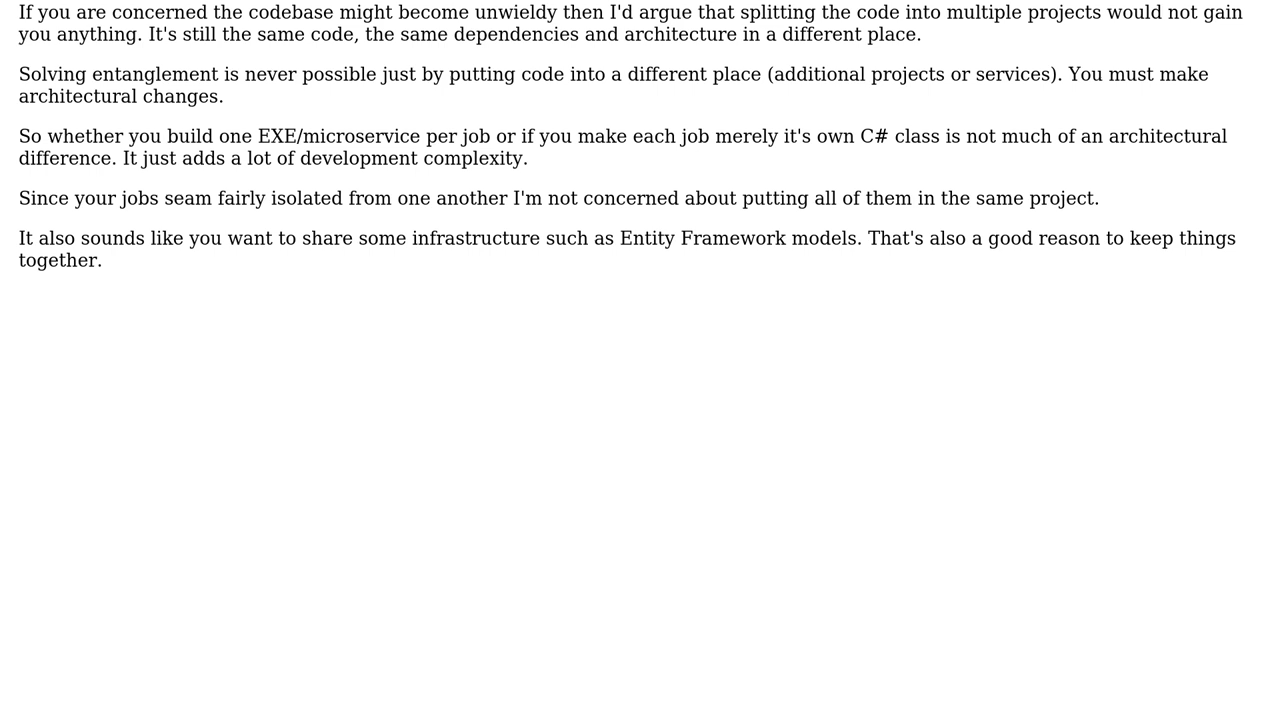 If you are concerned the codebase might become unwieldy then I'd argue that splitting the code into multiple projects would not gain
you anything. It's still the same code, the same dependencies and architecture in a different place.
Solving entanglement is never possible just by putting code into a different place (additional projects or services). You must make
architectural changes.
So whether you build one EXE/microservice per job or if you make each job merely it's own C# class is not much of an architectural
difference. It just adds a lot of development complexity.
Since your jobs seam fairly isolated from one another I'm not concerned about putting all of them in the same project.
It also sounds like you want to share some infrastructure such as Entity Framework models. That's also a good reason to keep things
together.